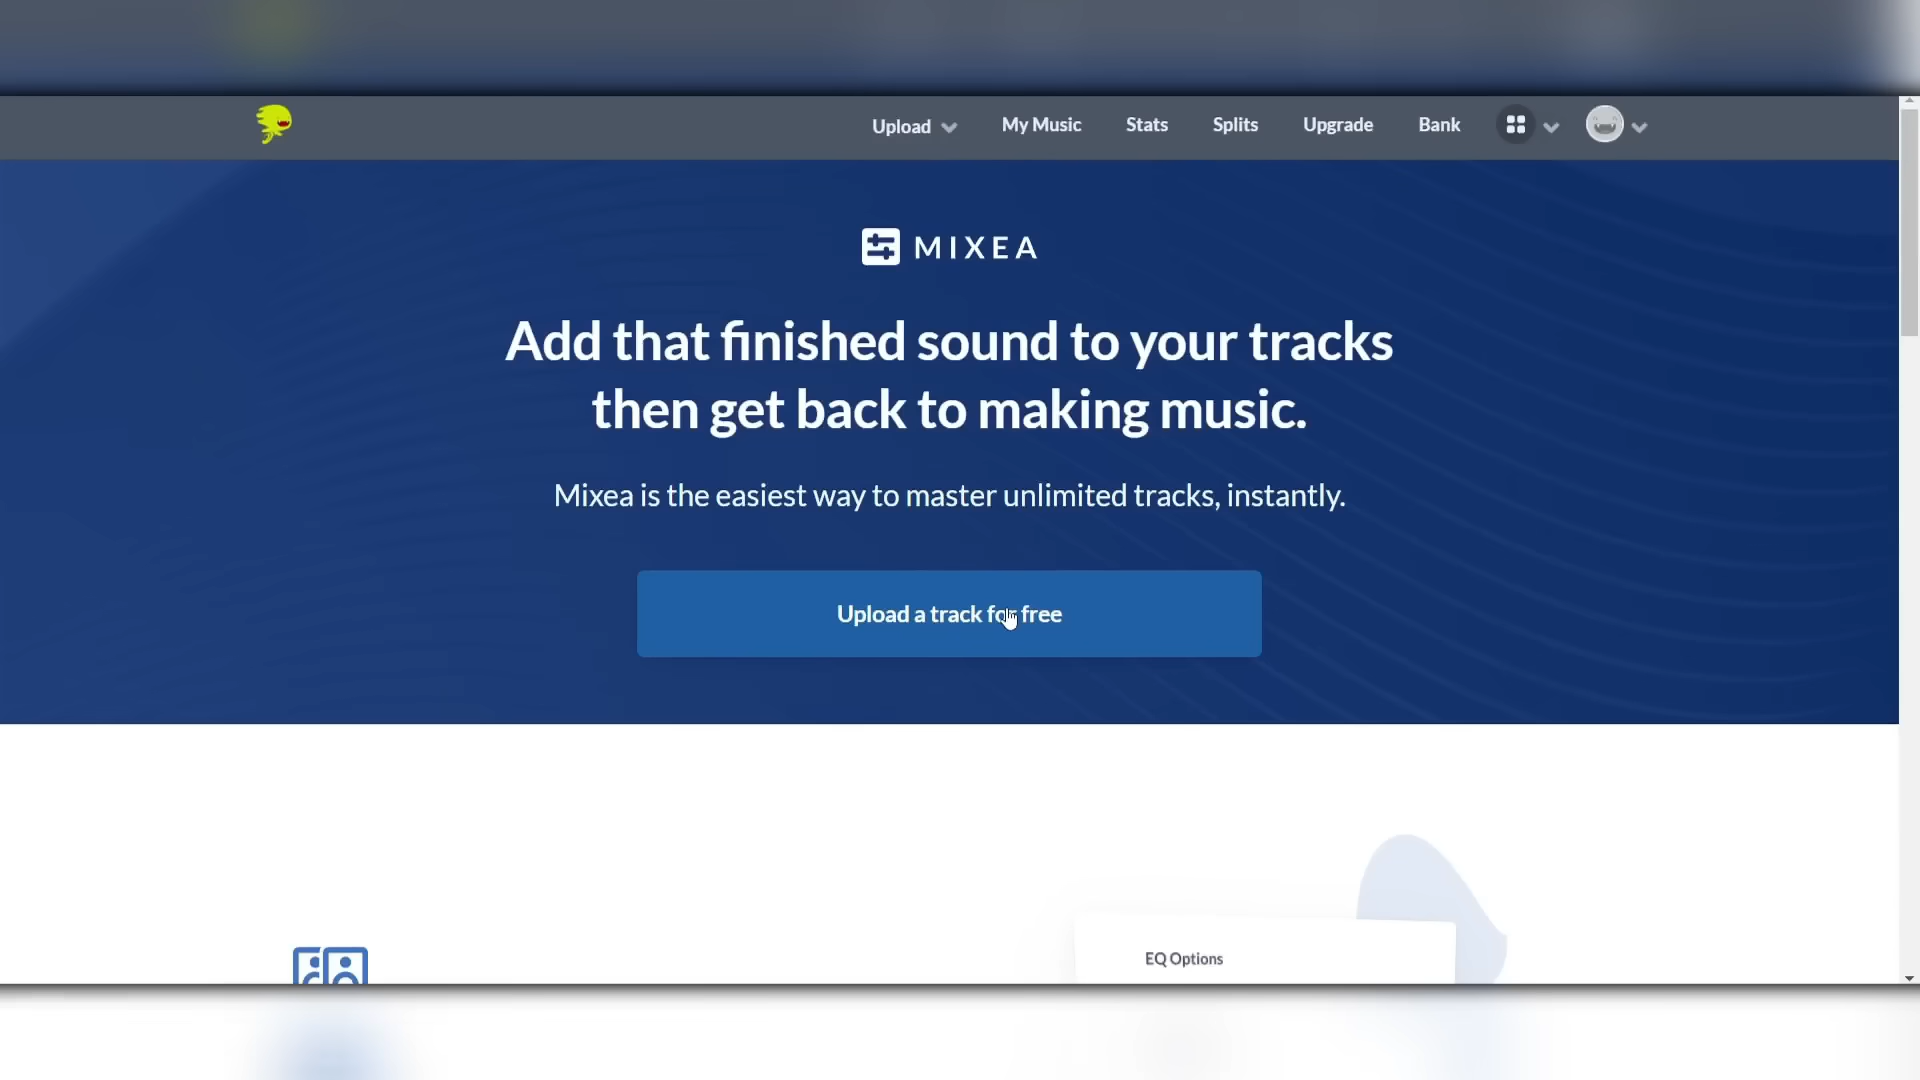 Upload
My Music
Stats
Splits
Upgrade
Bank
MIXEA
Add that finished sound to your tracks
then get back to making music.
Mixea is the easiest way to master unlimited tracks, instantly.
Upload a track for free
EQ Options